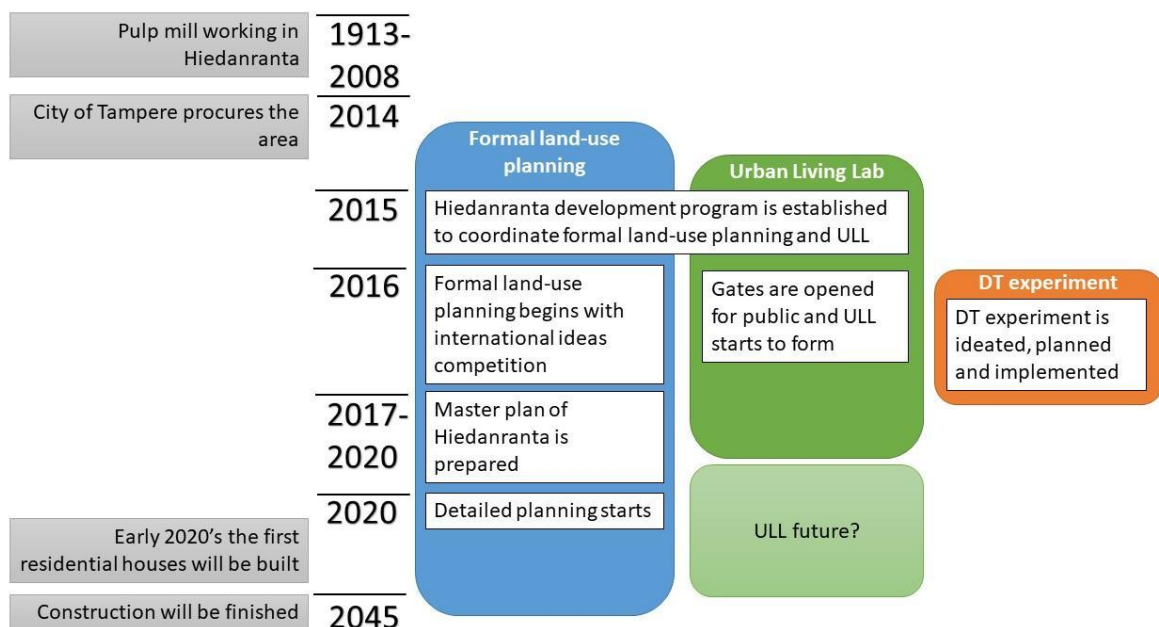 Pulp mill working in
Hiedanranta
1913-
2008
City of Tampere procures the
area
2014
Formal land-use
planning
Urban Living Lab
2015
Hiedanranta development program is established
to coordinate formal land-use planning and ULL
2016
Formal land-use
planning begins with
international ideas
competition
Gates are opened
for public and ULL
starts to form
DT experiment
DT experiment is
ideated, planned
and implemented
2017-
2020
Master plan of
Hiedanranta is
prepared
2020
Detailed planning starts
Early 2020's the first
residential houses will be built
ULL future?
Construction will be finished
2045